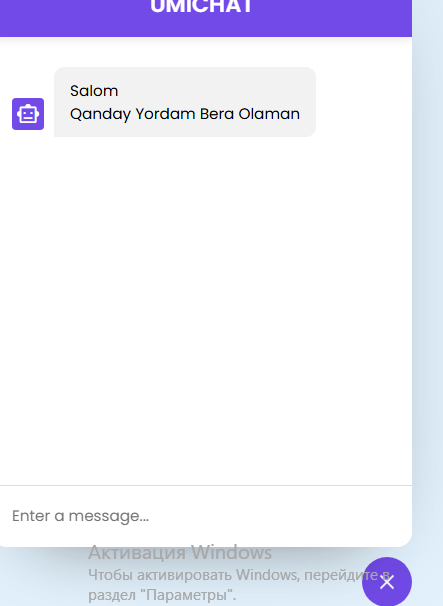 UMICHAT
Salom
Qanday Yordam Bera Olaman
Enter a message...
Активация Windows
Чтобы активировать Windows, перейдите в
раздел "Параметры".